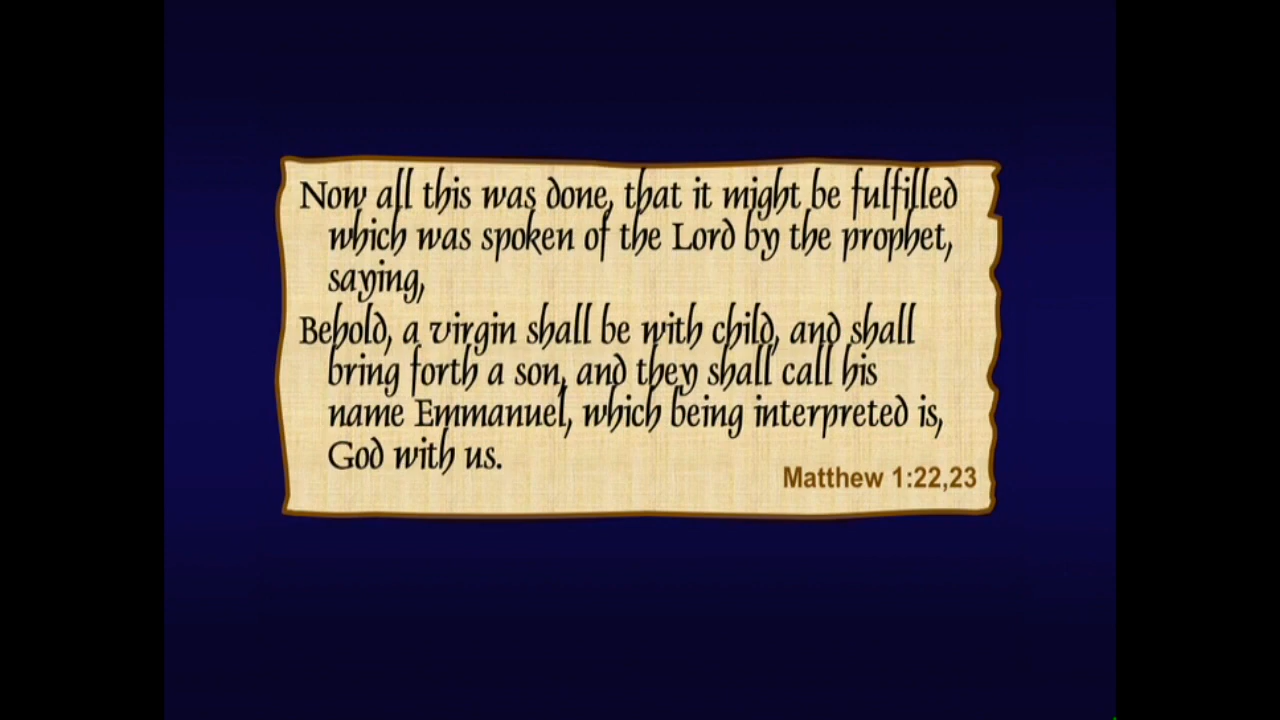 Now all this was done, that it might be fulfilled
which was spoken of the Lord by the prophet,
saying,
Behold, a virgin shall be with child, and shall
bring forth a son, and they shall call his
name Emmanuel, which being interpreted is,
God with us.
Matthew 1:22,23